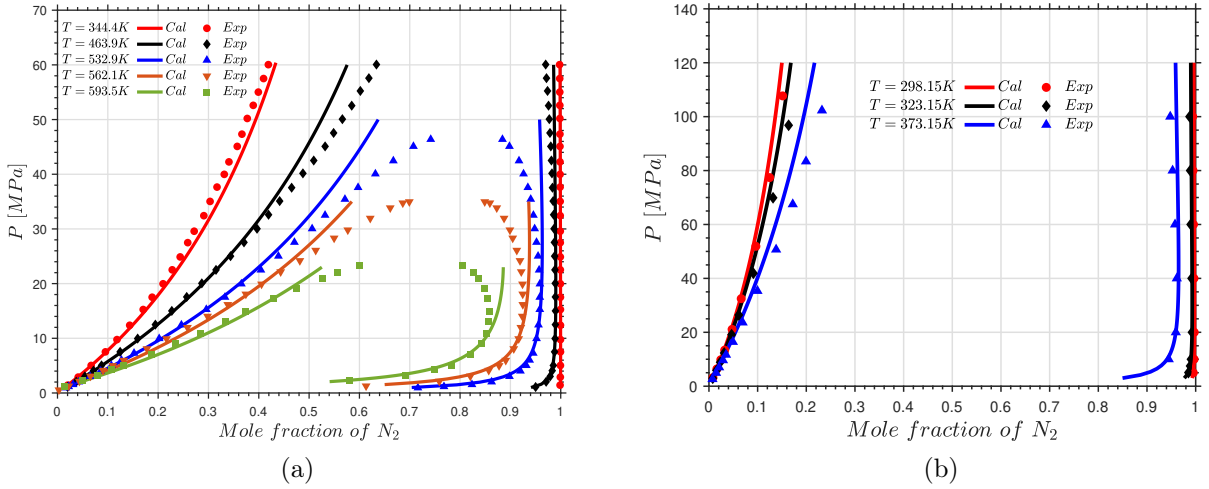 70
60
50
40
30
20
10
0
P [MPa]
T = 344.4K Cal Exp
T = 463.9K Cal Exp
T = 532.9K Cal Exp
T = 562.1K Cal Exp
T = 593.5K Cal Exp
0 0.1 0.2 0.3 0.4 0.5 0.6 0.7 0.8 0.9 1
Mole fraction of N₂
(a)
140
120
100
80
60
40
20
0
P [MPa]
T = 298.15K Cal Exp
T = 323.15K Cal Exp
T = 373.15K Cal Exp
0 0.1 0.2 0.3 0.4 0.5 0.6 0.7 0.8 0.9 1
Mole fraction of N₂
(b)